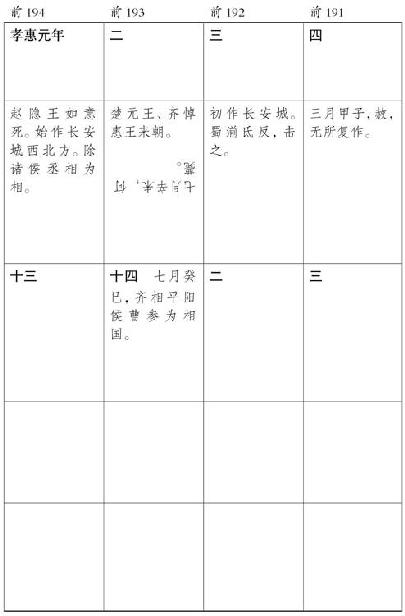 前 194
前 193
前 192
前 191
孝惠元年
二
三
四
赵隐王如意
死。始作长安
城西北方。除
诸侯丞相为
相。
楚元王、齐悼
惠王来朝。
七月辛未，何
薨。
初作长安城。
蜀湔氐反，击
之。
三月甲子，赦，
无所复作。
十三
十四 七月癸
巳，齐相平阳
侯曹参为相
国。
二
三